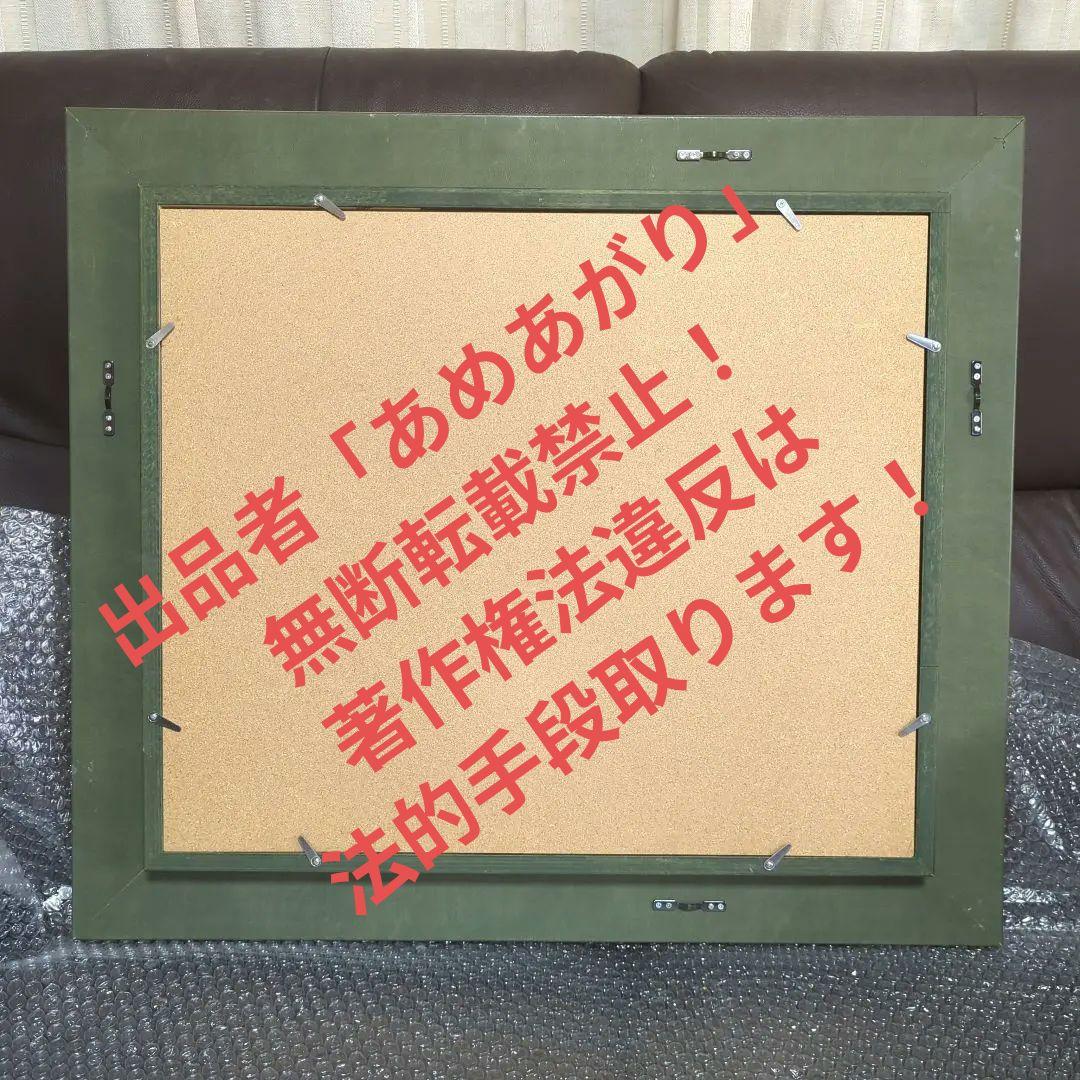 出品者「あめあがり」
無断転載禁止！
著作権法違反は
法的手段取ります！